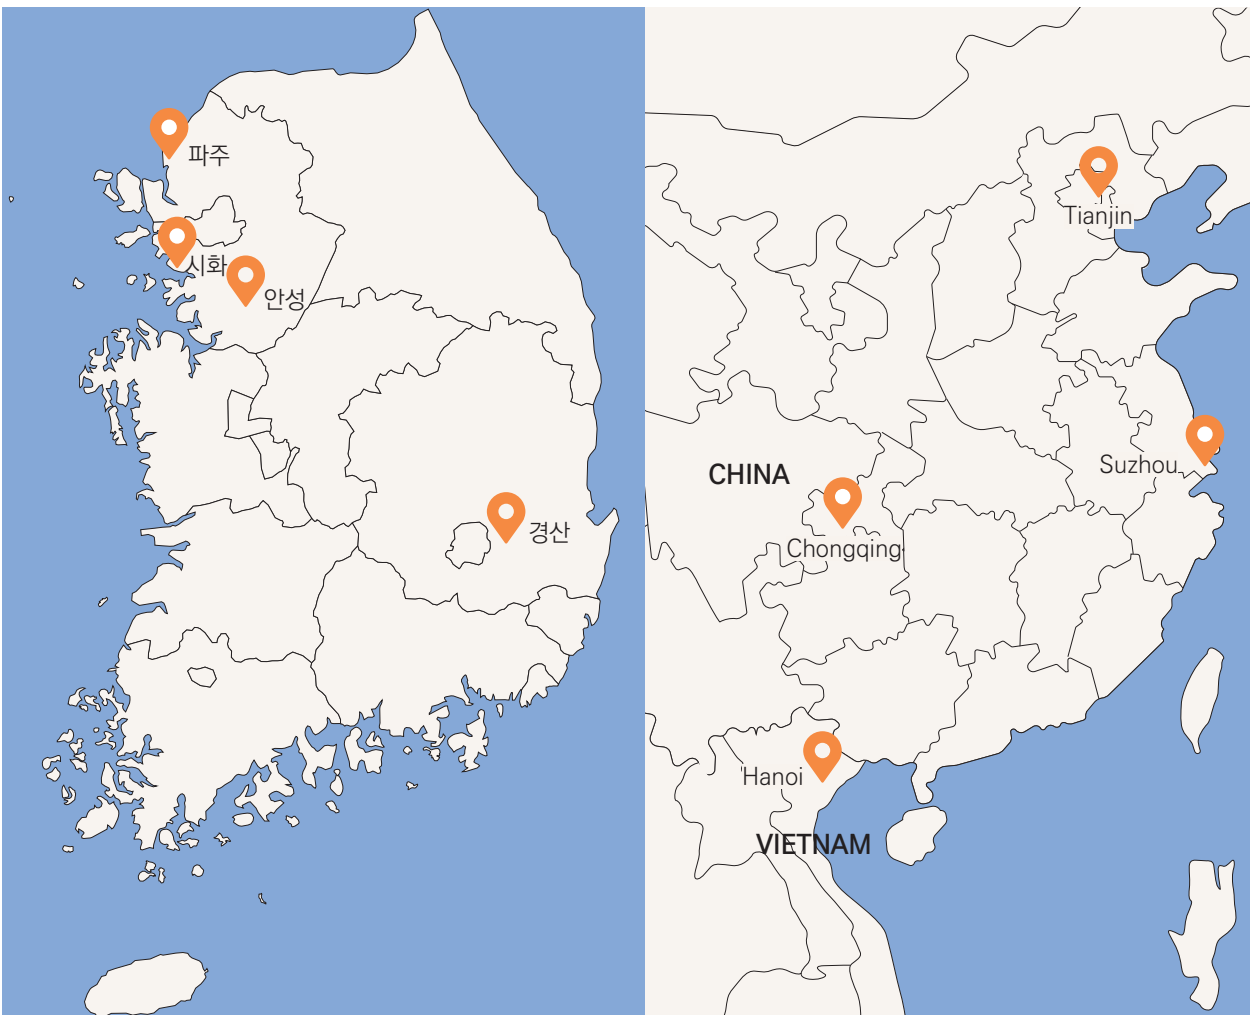 파주
시화
안성
경산
Tianjin
Suzhou
CHINA
Chongqing
Hanoi
VIETNAM